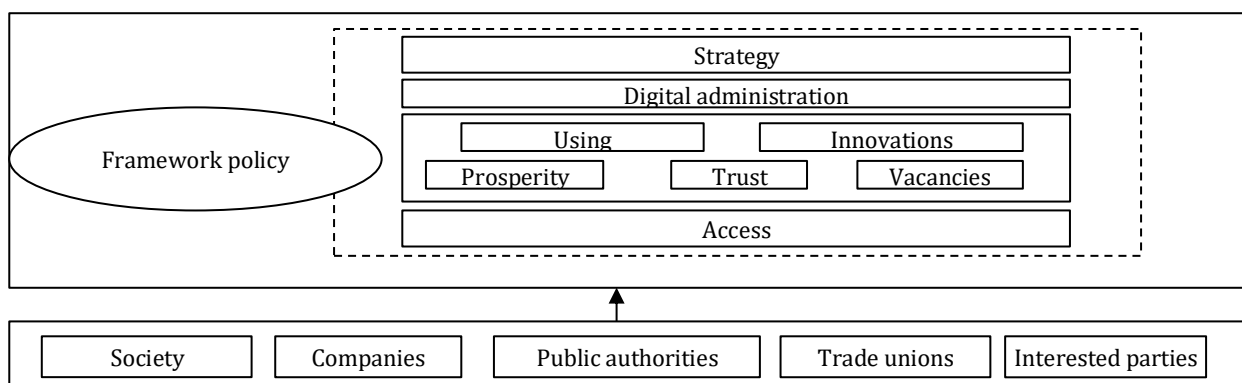 Strategy
Digital administration
Framework policy
Using
Innovations
Prosperity
Trust
Vacancies
Access
Society
Companies
Public authorities
Trade unions
Interested parties